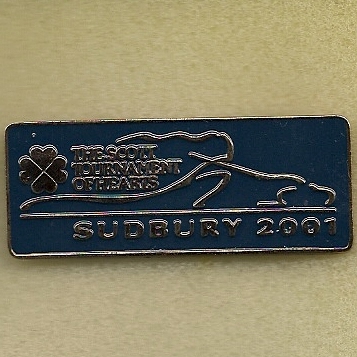 THE SCOTT
TOURNAMENT
OF HEARTS
SUDBURY 2001